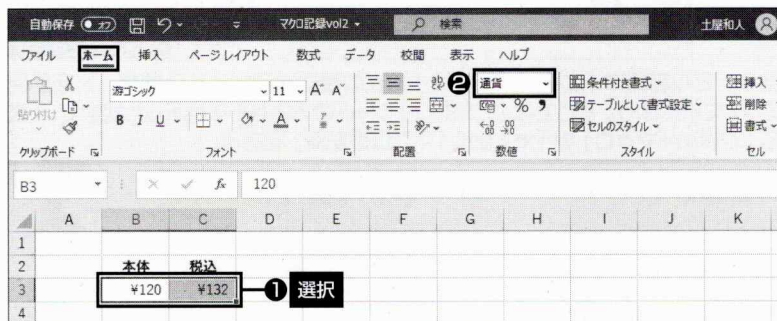 自動保存 オフ マクロ記録vol2 検索 土屋和人
ファイル ホーム 挿入 ページ レイアウト 数式 データ 校閲 表示 ヘルプ
貼り付け
游ゴシック 11 A A
B I U A
❷ 通貨
% 9
条件付き書式
テーブルとして書式設定
セルのスタイル
挿入
削除
書式
クリップボード フォント 配置 数値 スタイル セル
B3 fx 120
A B C D E F G H I J K
1
2 本体 税込
3 ¥120 ¥132 ❶ 選択
4